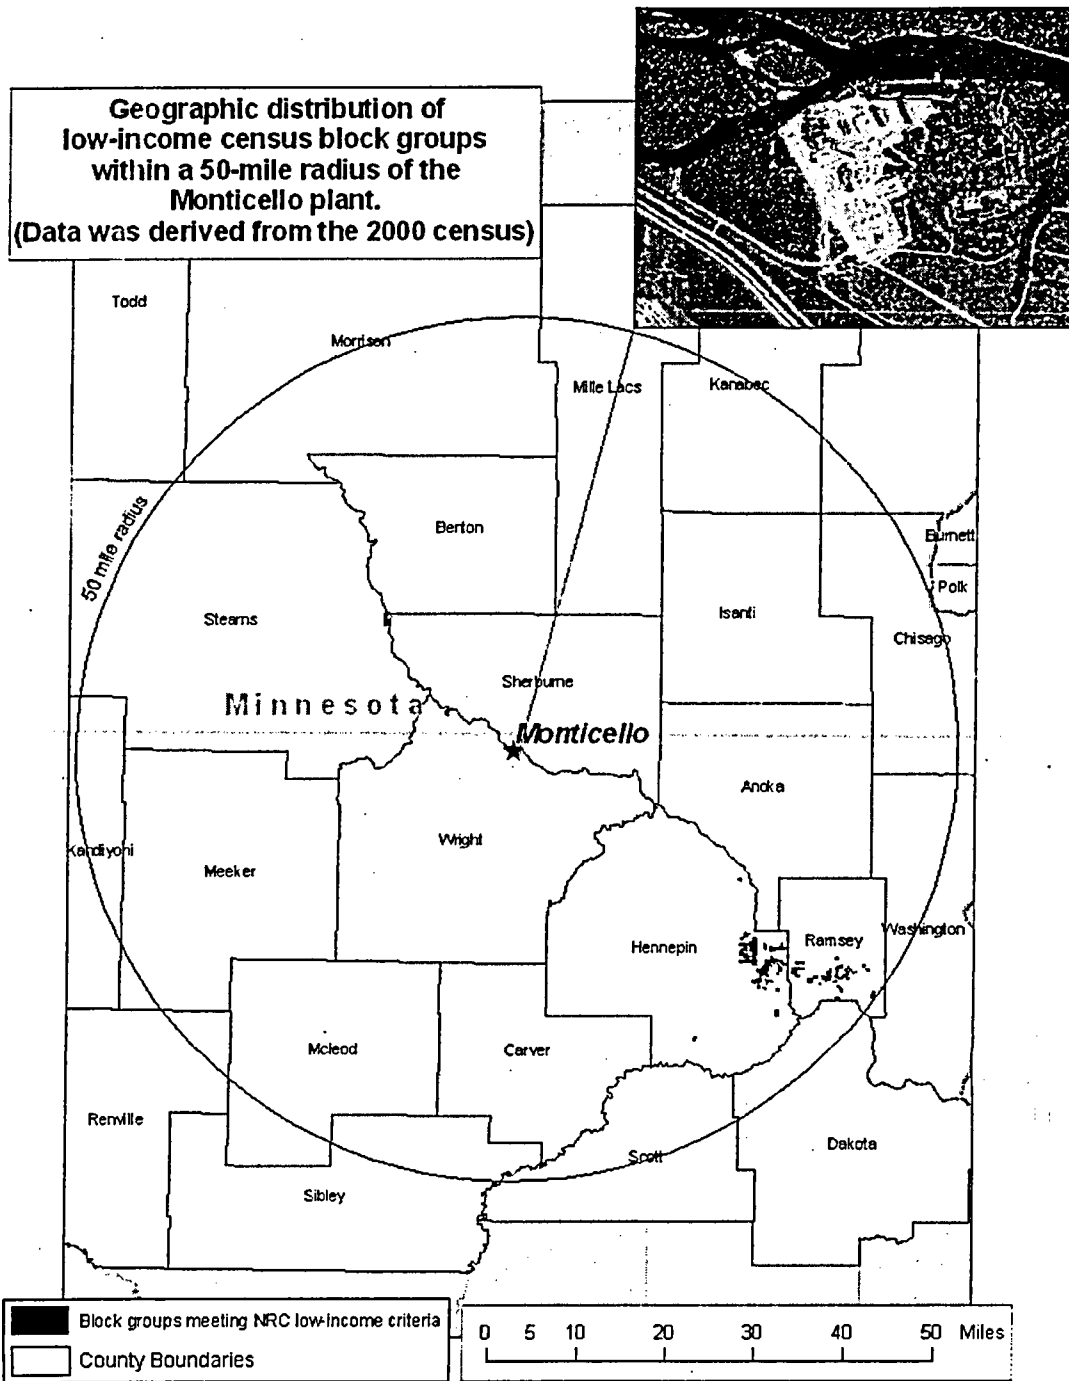 Geographic distribution of
low-income census block groups
within a 50-mile radius of the
Monticello plant.
(Data was derived from the 2000 census)
Todd
Morrison
Mille Lacs
Kanabec
50 mile radius
Berton
Burnett
Polk
Stearns
Isanti
Chisago
Sherburne
Minnesota
Monticello
Anoka
Wright
Kandiyohi
Meeker
Hennepin
Ramsey
Washington
Mcleod
Carver
Renville
Dakota
Scott
Sibley
Block groups meeting NRC low-income criteria
County Boundaries
0 5 10 20 30 40 50 Miles